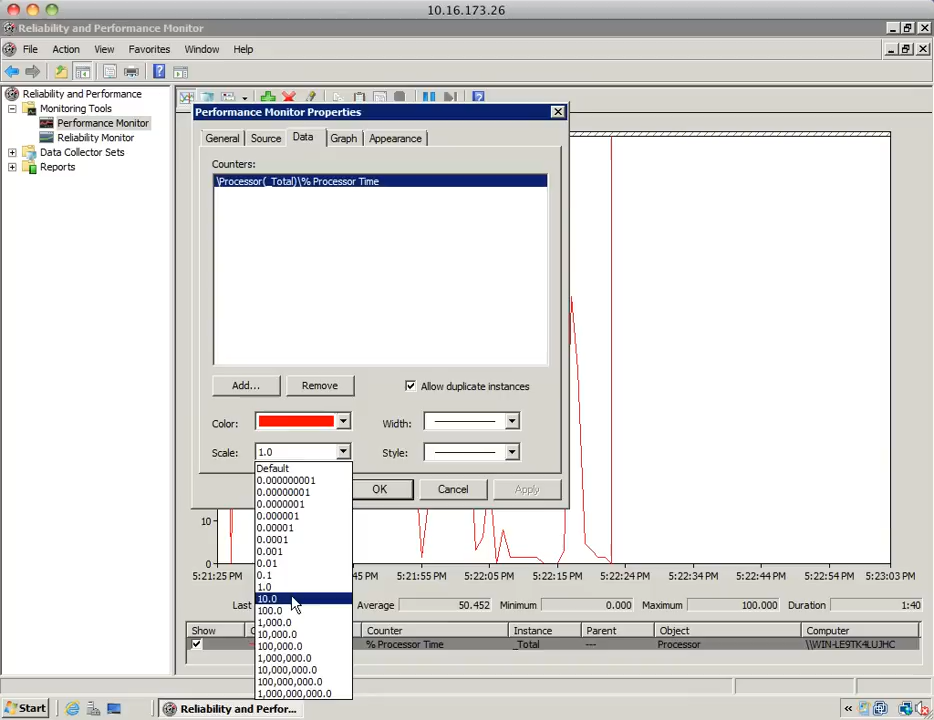 10.16.173.26
Reliability and Performance Monitor
File Action View Favorites Window Help
Reliability and Performance
Monitoring Tools
Performance Monitor
Reliability Monitor
Data Collector Sets
Reports
Performance Monitor Properties
General Source Data Graph Appearance
Counters:
\Processor(_Total)\% Processor Time
Add... Remove Allow duplicate instances
Color: Width:
Scale: 1.0 Style:
Default
0.000000001
0.00000001
0.0000001
0.000001
0.00001
0.0001
0.001
0.01
0.1
1.0
10.0
100.0
1,000.0
10,000.0
100,000.0
1,000,000.0
10,000,000.0
100,000,000.0
1,000,000,000.0
OK Cancel Apply
10
0
5:21:25 PM :45 PM 5:21:55 PM 5:22:05 PM 5:22:14 PM 5:22:24 PM 5:22:34 PM 5:22:44 PM 5:22:54 PM 5:23:03 PM
Last Average 50.452 Minimum 0.000 Maximum 100.000 Duration 1:40
Show Counter Instance Parent Object Computer
% Processor Time _Total --- Processor \\WIN-LE9TK4LUJHC
Start Reliability and Perfor...